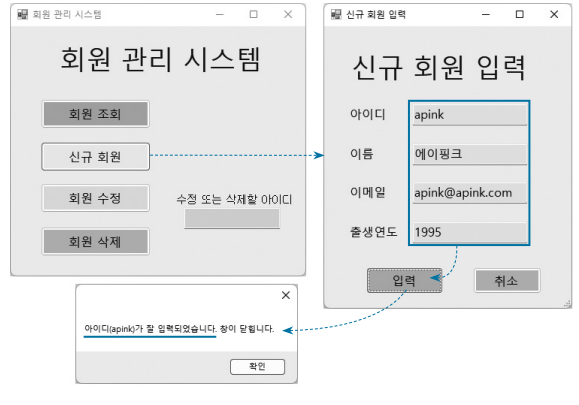 회원 관리 시스템
회원 관리 시스템
회원 조회
신규 회원
회원 수정
수정 또는 삭제할 아이디
회원 삭제
신규 회원 입력
신규 회원 입력
아이디 apink
이름 에이핑크
이메일 apink@apink.com
출생연도 1995
입력 취소
아이디(apink)가 잘 입력되었습니다. 창이 닫힙니다.
확인